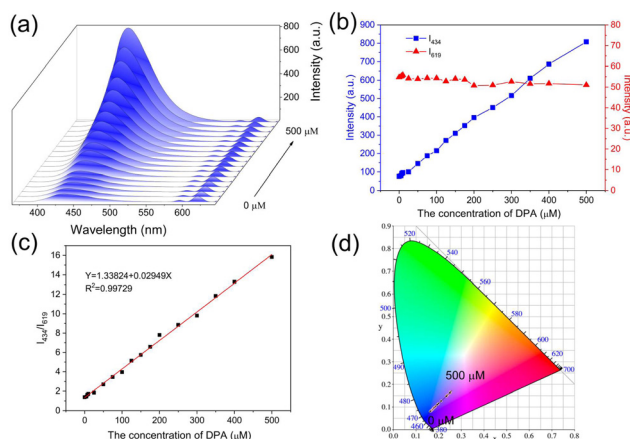 (a)
800
600
400
200
Intensity (a.u.)
500 μM
0 μM
400 450 500 550 600
Wavelength (nm)
(b)
I434
I619
900
800
700
600
500
400
300
200
100
0
Intensity (a.u.)
80
70
60
50
40
30
20
10
0
Intensity (a.u.)
0 100 200 300 400 500
The concentration of DPA (μM)
(c)
Y=1.33824+0.02949X
R²=0.99729
16
14
12
10
8
6
4
2
0
I434/I619
0 100 200 300 400 500
The concentration of DPA (μM)
(d)
0.9
0.8
0.7
0.6
0.5
0.4
0.3
0.2
0.1
0.0
y
520
540
560
500
580
600
620
700
490
480
470
460
380
500 μM
0 μM
0.0 0.1 0.2 0.3 0.4 0.5 0.6 0.7 0.8